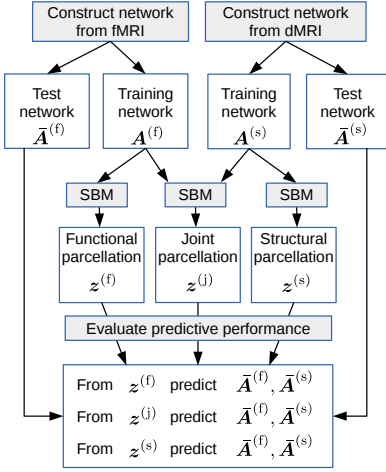 Construct network from fMRI
Construct network from dMRI
Test network Ā^(f)
Training network A^(f)
Training network A^(s)
Test network Ā^(s)
SBM
SBM
SBM
Functional parcellation z^(f)
Joint parcellation z^(j)
Structural parcellation z^(s)
Evaluate predictive performance
From z^(f) predict Ā^(f), Ā^(s)
From z^(j) predict Ā^(f), Ā^(s)
From z^(s) predict Ā^(f), Ā^(s)